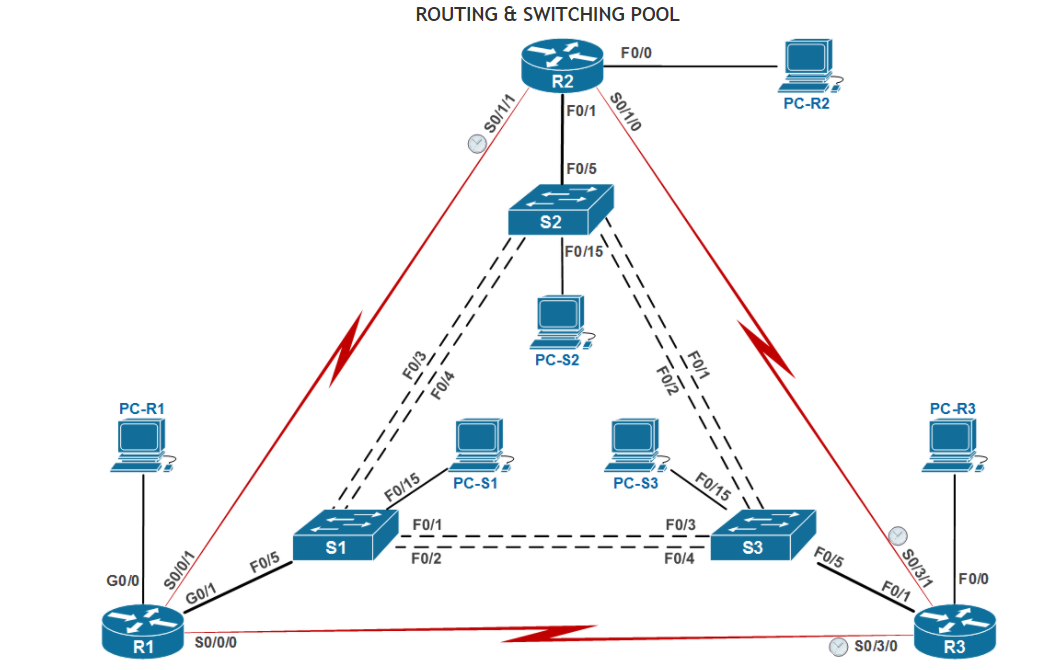 ROUTING & SWITCHING POOL
R2
F0/0
PC-R2
S0/1/1
F0/1
S0/1/0
F0/5
S2
F0/15
PC-S2
F0/3
F0/4
F0/1
F0/2
PC-R1
PC-S1
PC-S3
PC-R3
F0/15
F0/15
S1
F0/1
F0/2
F0/3
F0/4
S3
G0/0
S0/0/1
F0/5
G0/1
F0/5
F0/1
S0/3/1
F0/0
R1
S0/0/0
S0/3/0
R3